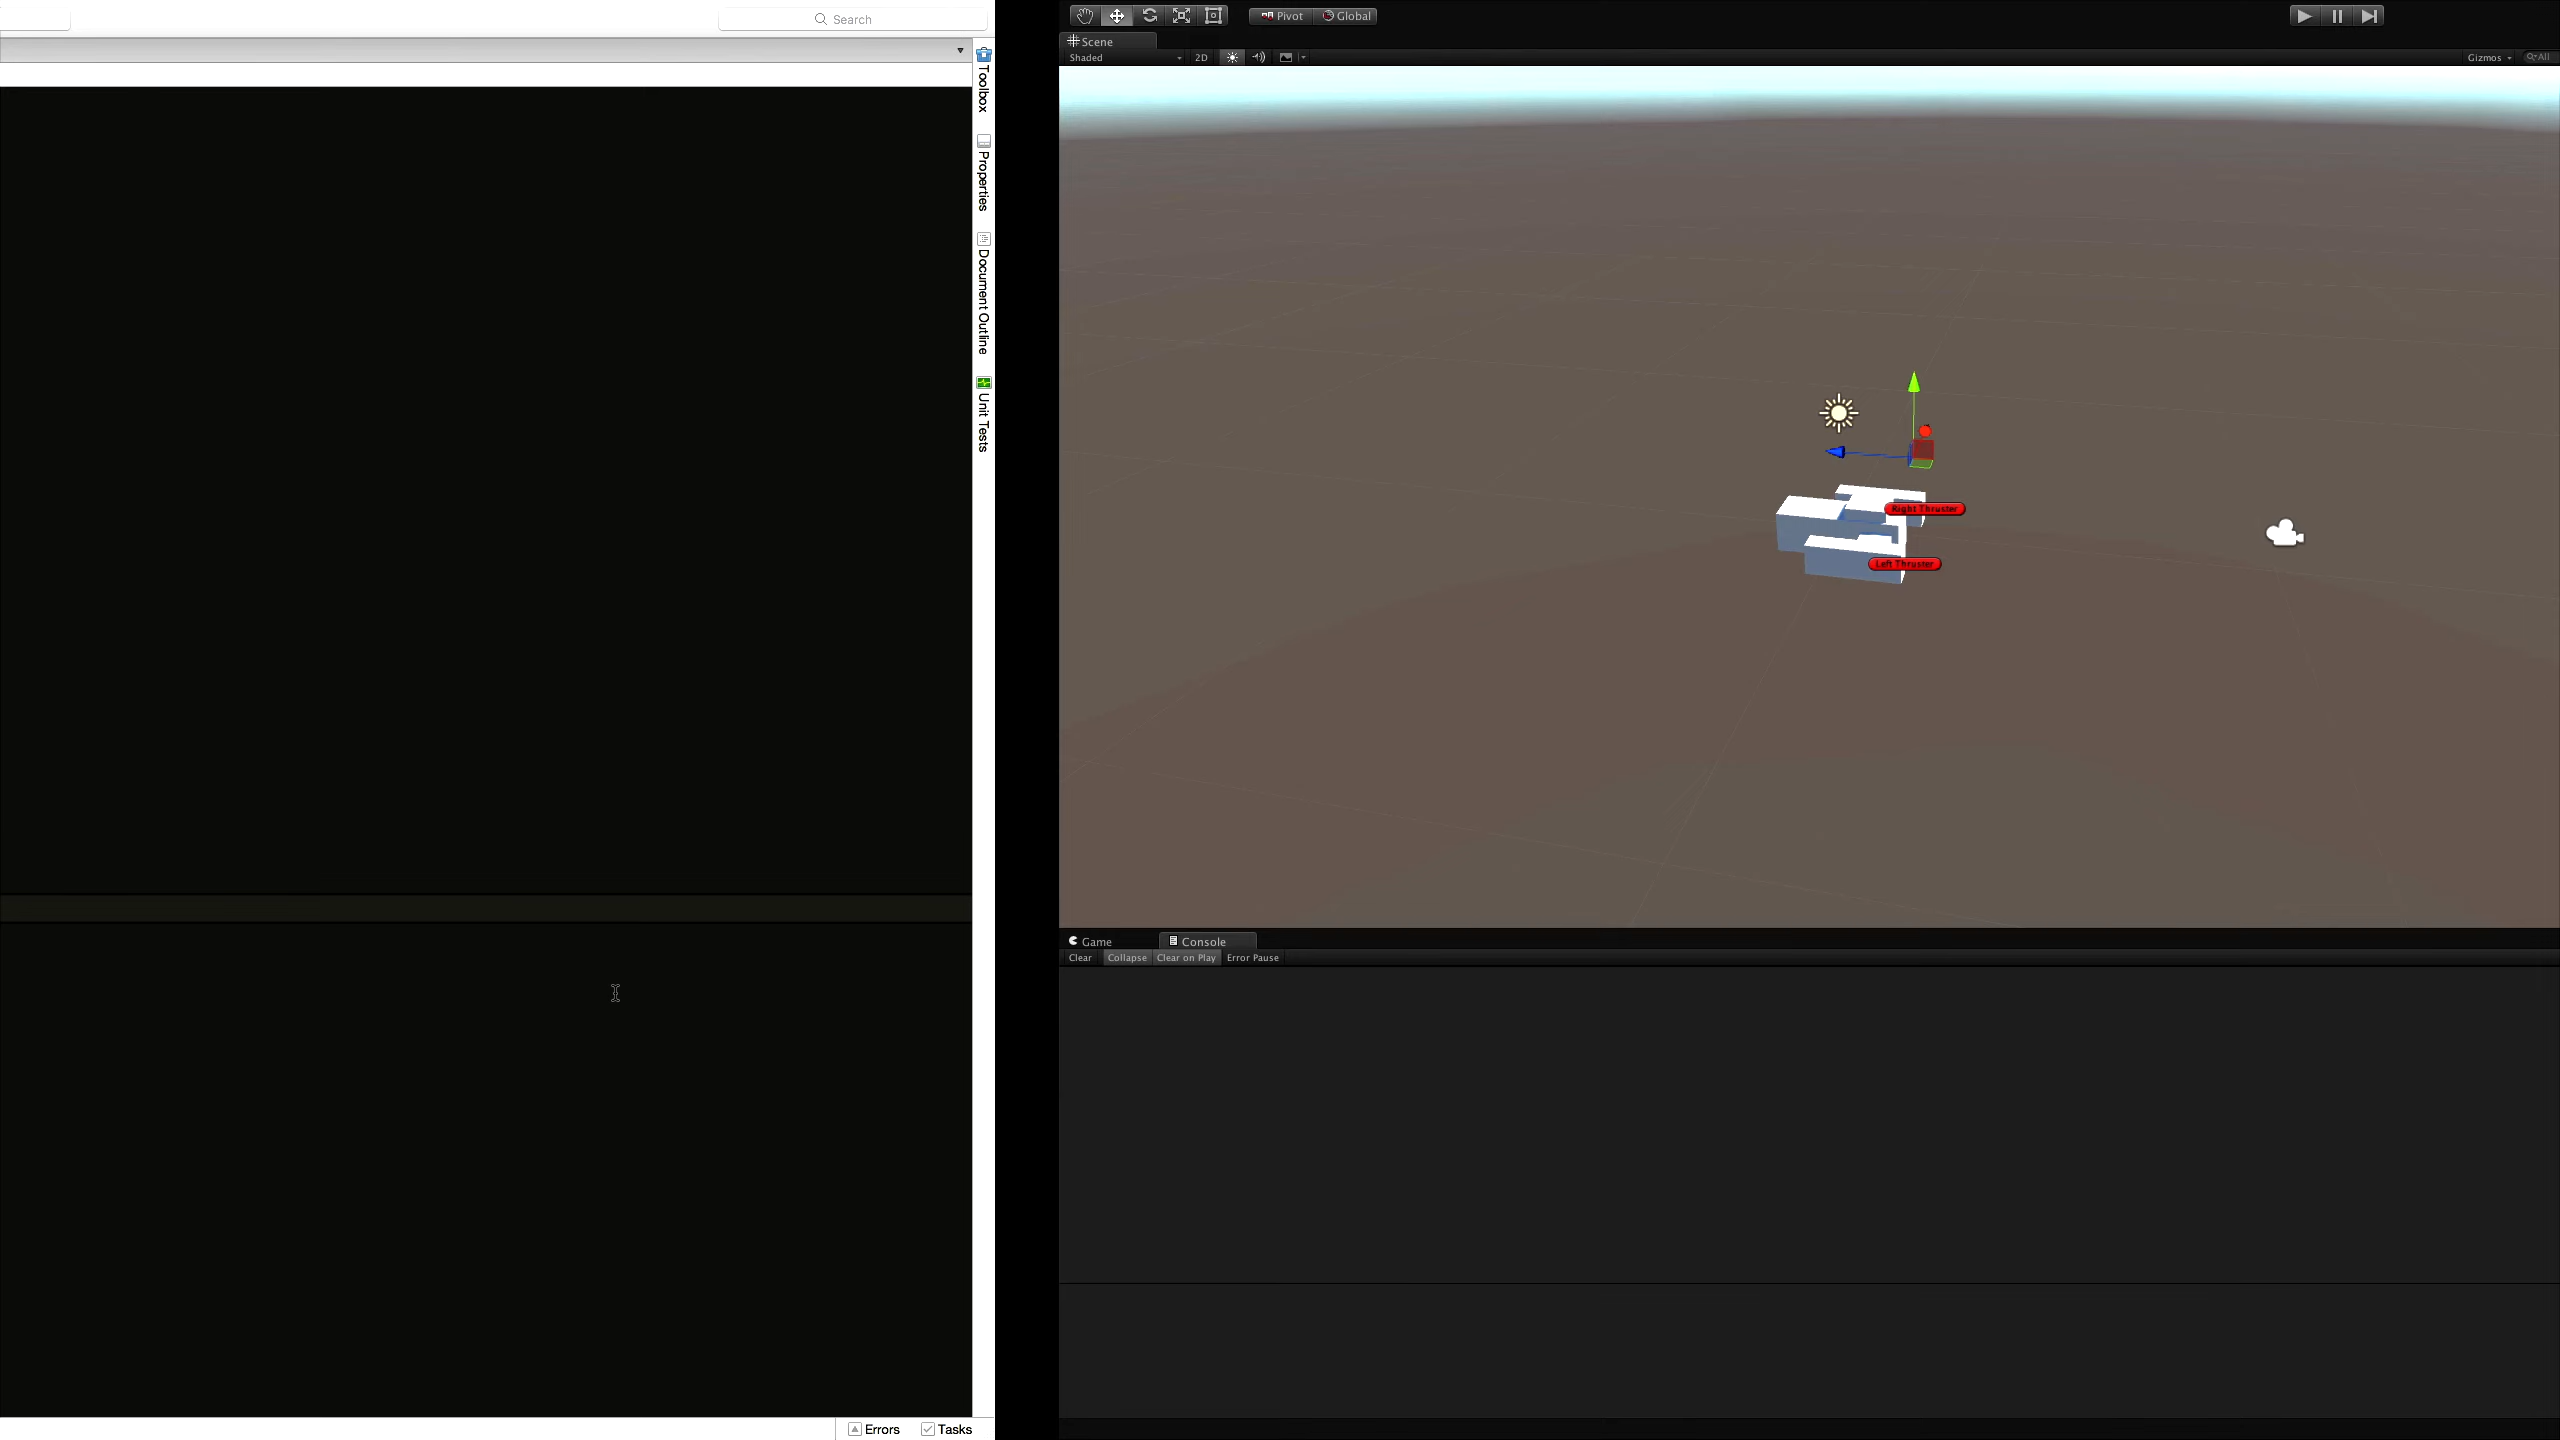 Search
Toolbox
Properties
Document Outline
Unit Tests
Errors
Tasks
Pivot
Global
Scene
Shaded
2D
Gizmos
All
Right Thruster
Left Thruster
Game
Console
Clear
Collapse
Clear on Play
Error Pause